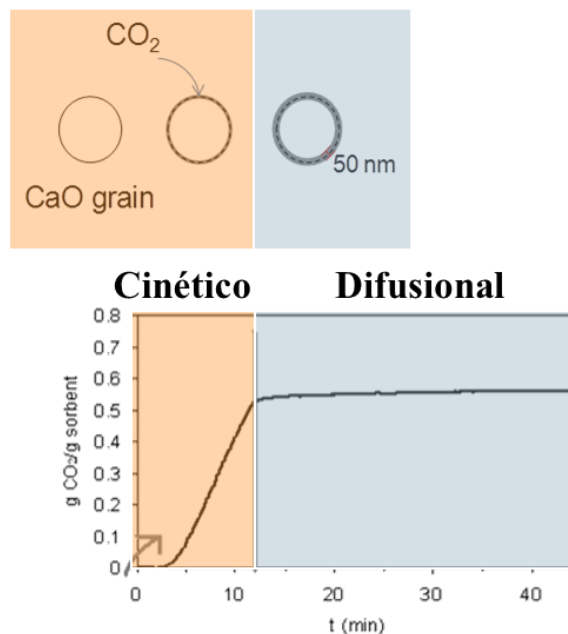 CO₂
50 nm
CaO grain
Cinético Difusional
0.8
0.7
0.6
0.5
0.4
0.3
0.2
0.1
0
g CO₂/g sorbent
0 10 20 30 40
t (min)